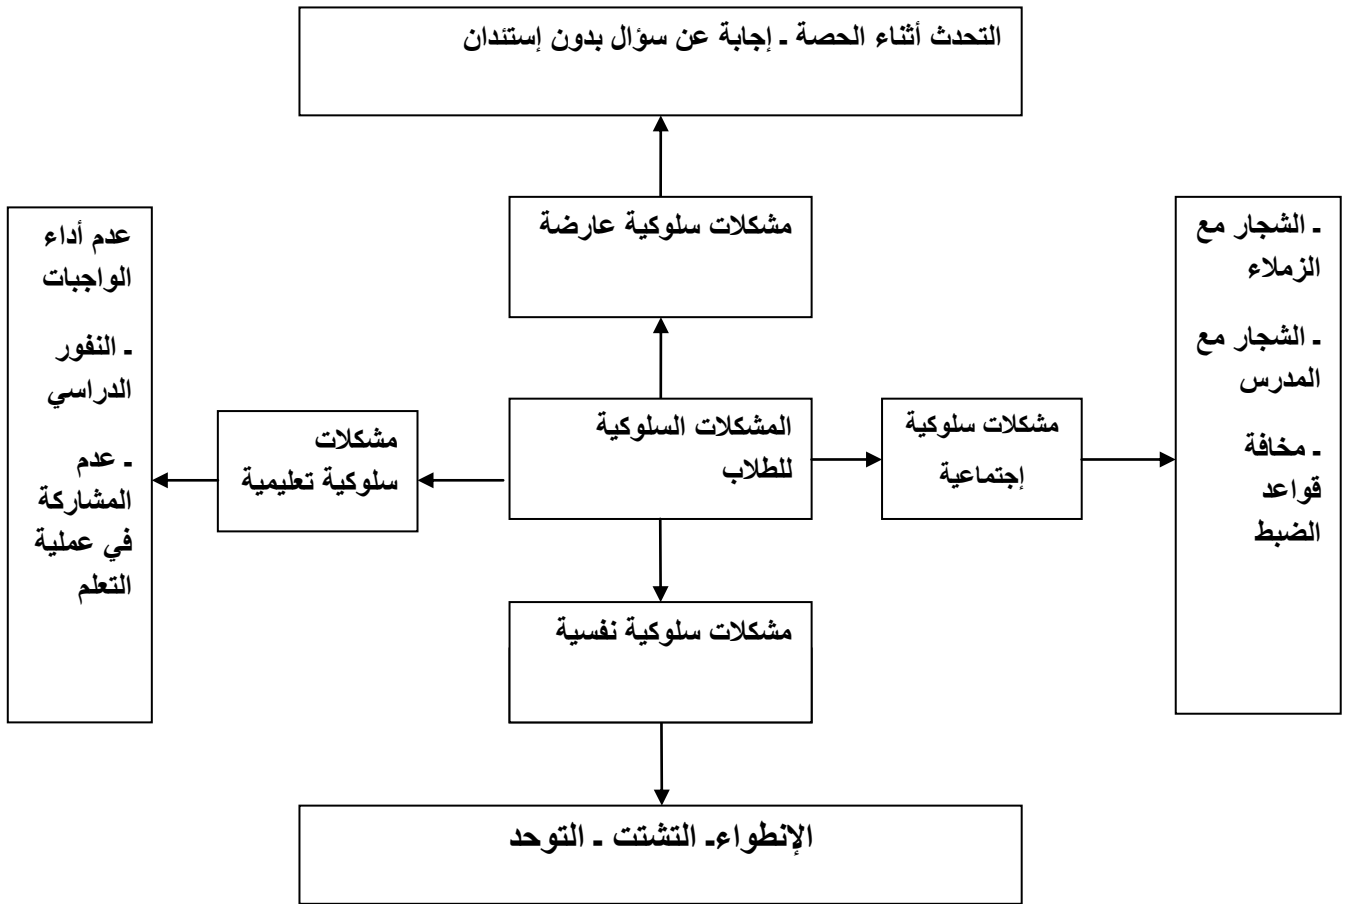 التحدث أثناء الحصة ـ إجابة عن سؤال بدون إستئدان
مشكلات سلوكية عارضة
ـ الشجار مع
الزملاء
ـ الشجار مع
المدرس
ـ مخافة
قواعد
الضبط
مشكلات سلوكية
إجتماعية
المشكلات السلوكية
للطلاب
مشكلات
سلوكية تعليمية
عدم أداء
الواجبات
ـ النفور
الدراسي
ـ عدم
المشاركة
في عملية
التعلم
مشكلات سلوكية نفسية
الإنطواءـ التشتت ـ التوحد